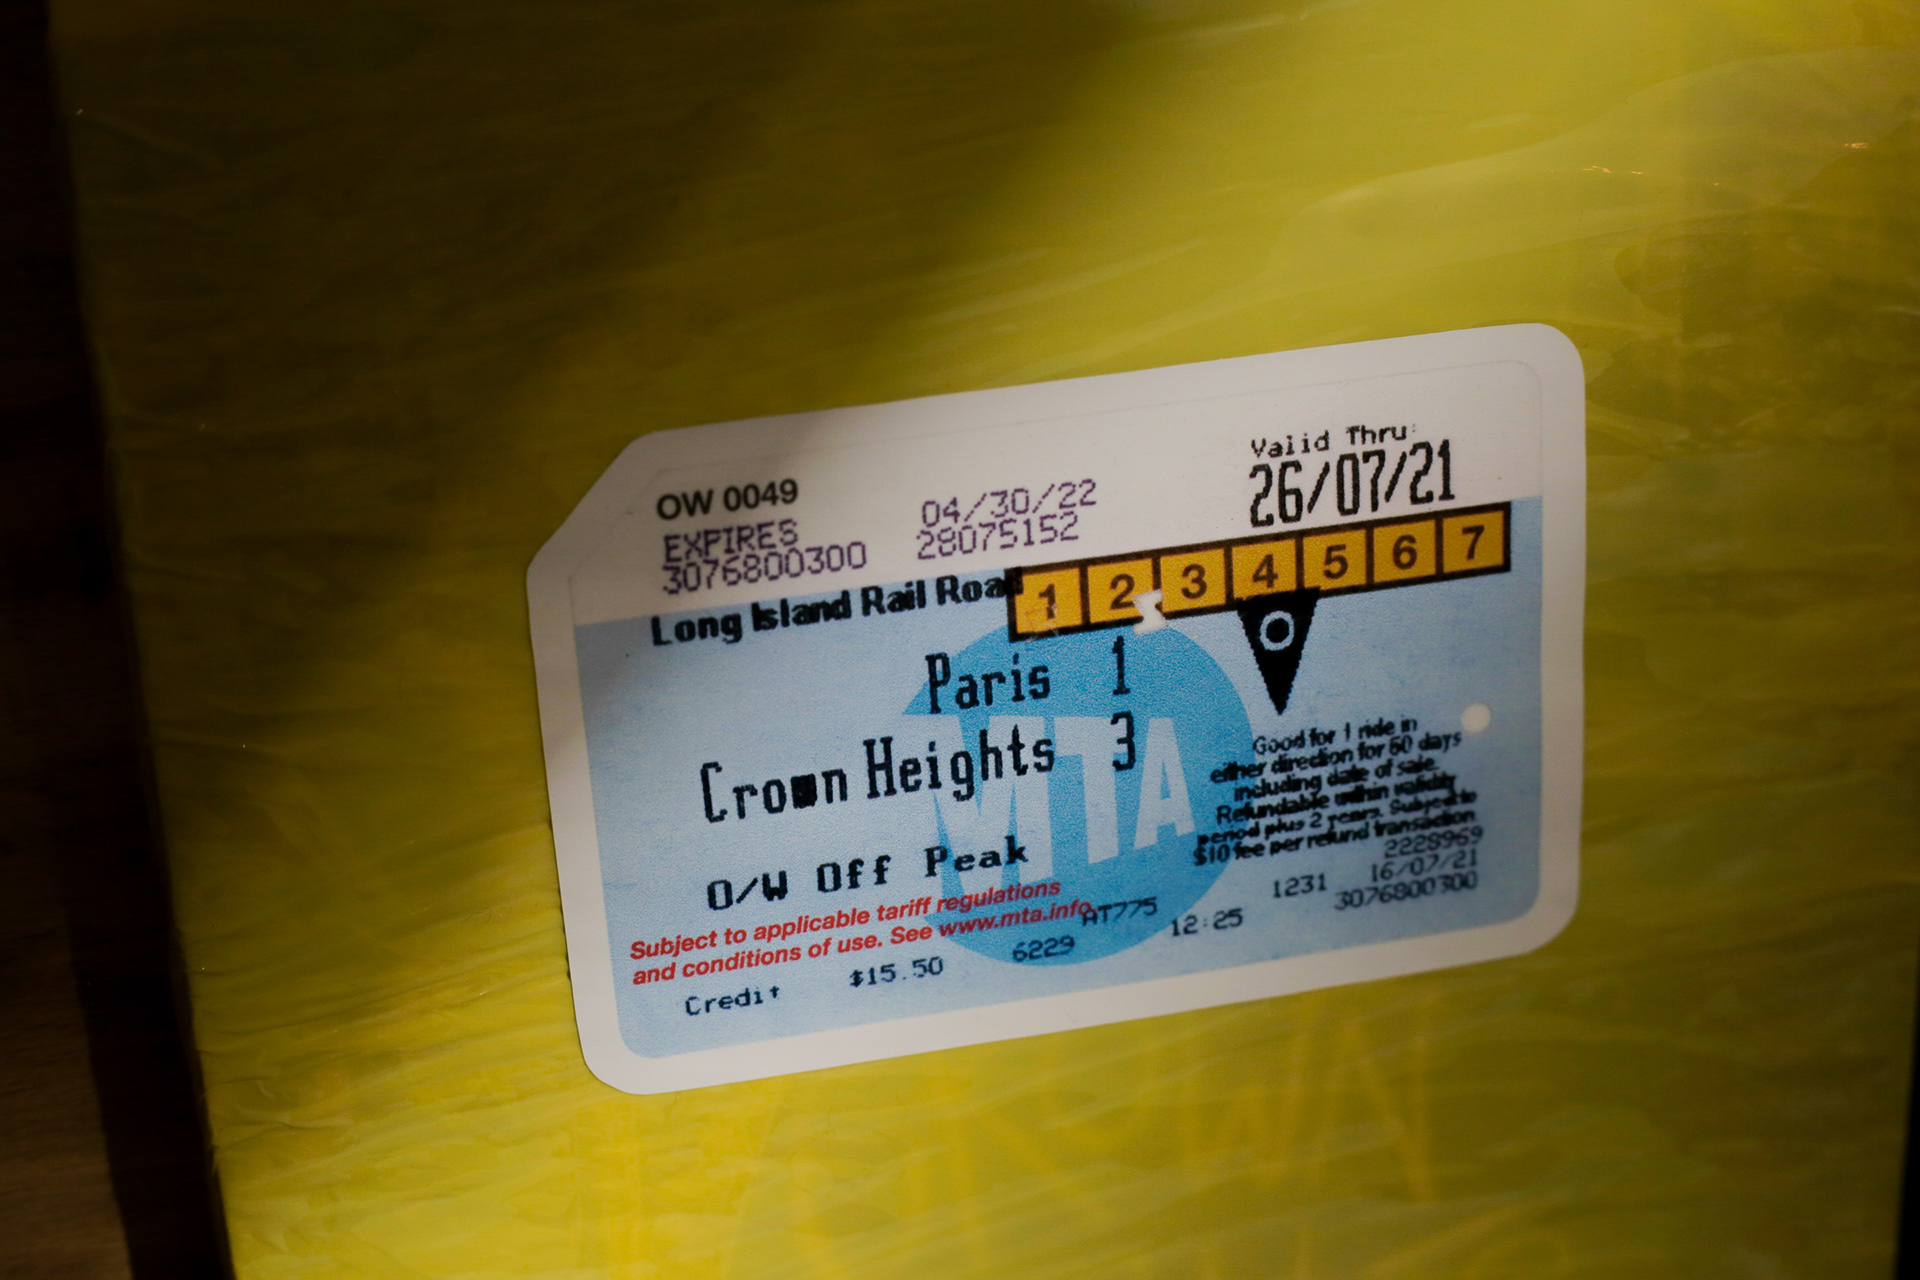 OW 0049
EXPIRES 04/30/22
3076800300 28075152
Valid Thru:
26/07/21
Long Island Rail Road
1 2 3 4 5 6 7
Paris 1
Crown Heights 3
O/W Off Peak
MTA
Good for 1 ride in
either direction for 60 days
including date of sale.
Refundable within validity
period plus 2 years. Subject to
$10 fee per refund transaction
2228969
1231 16/07/21
AT775 12:25 3076800300
Subject to applicable tariff regulations
and conditions of use. See www.mta.info
Credit $15.50 6229